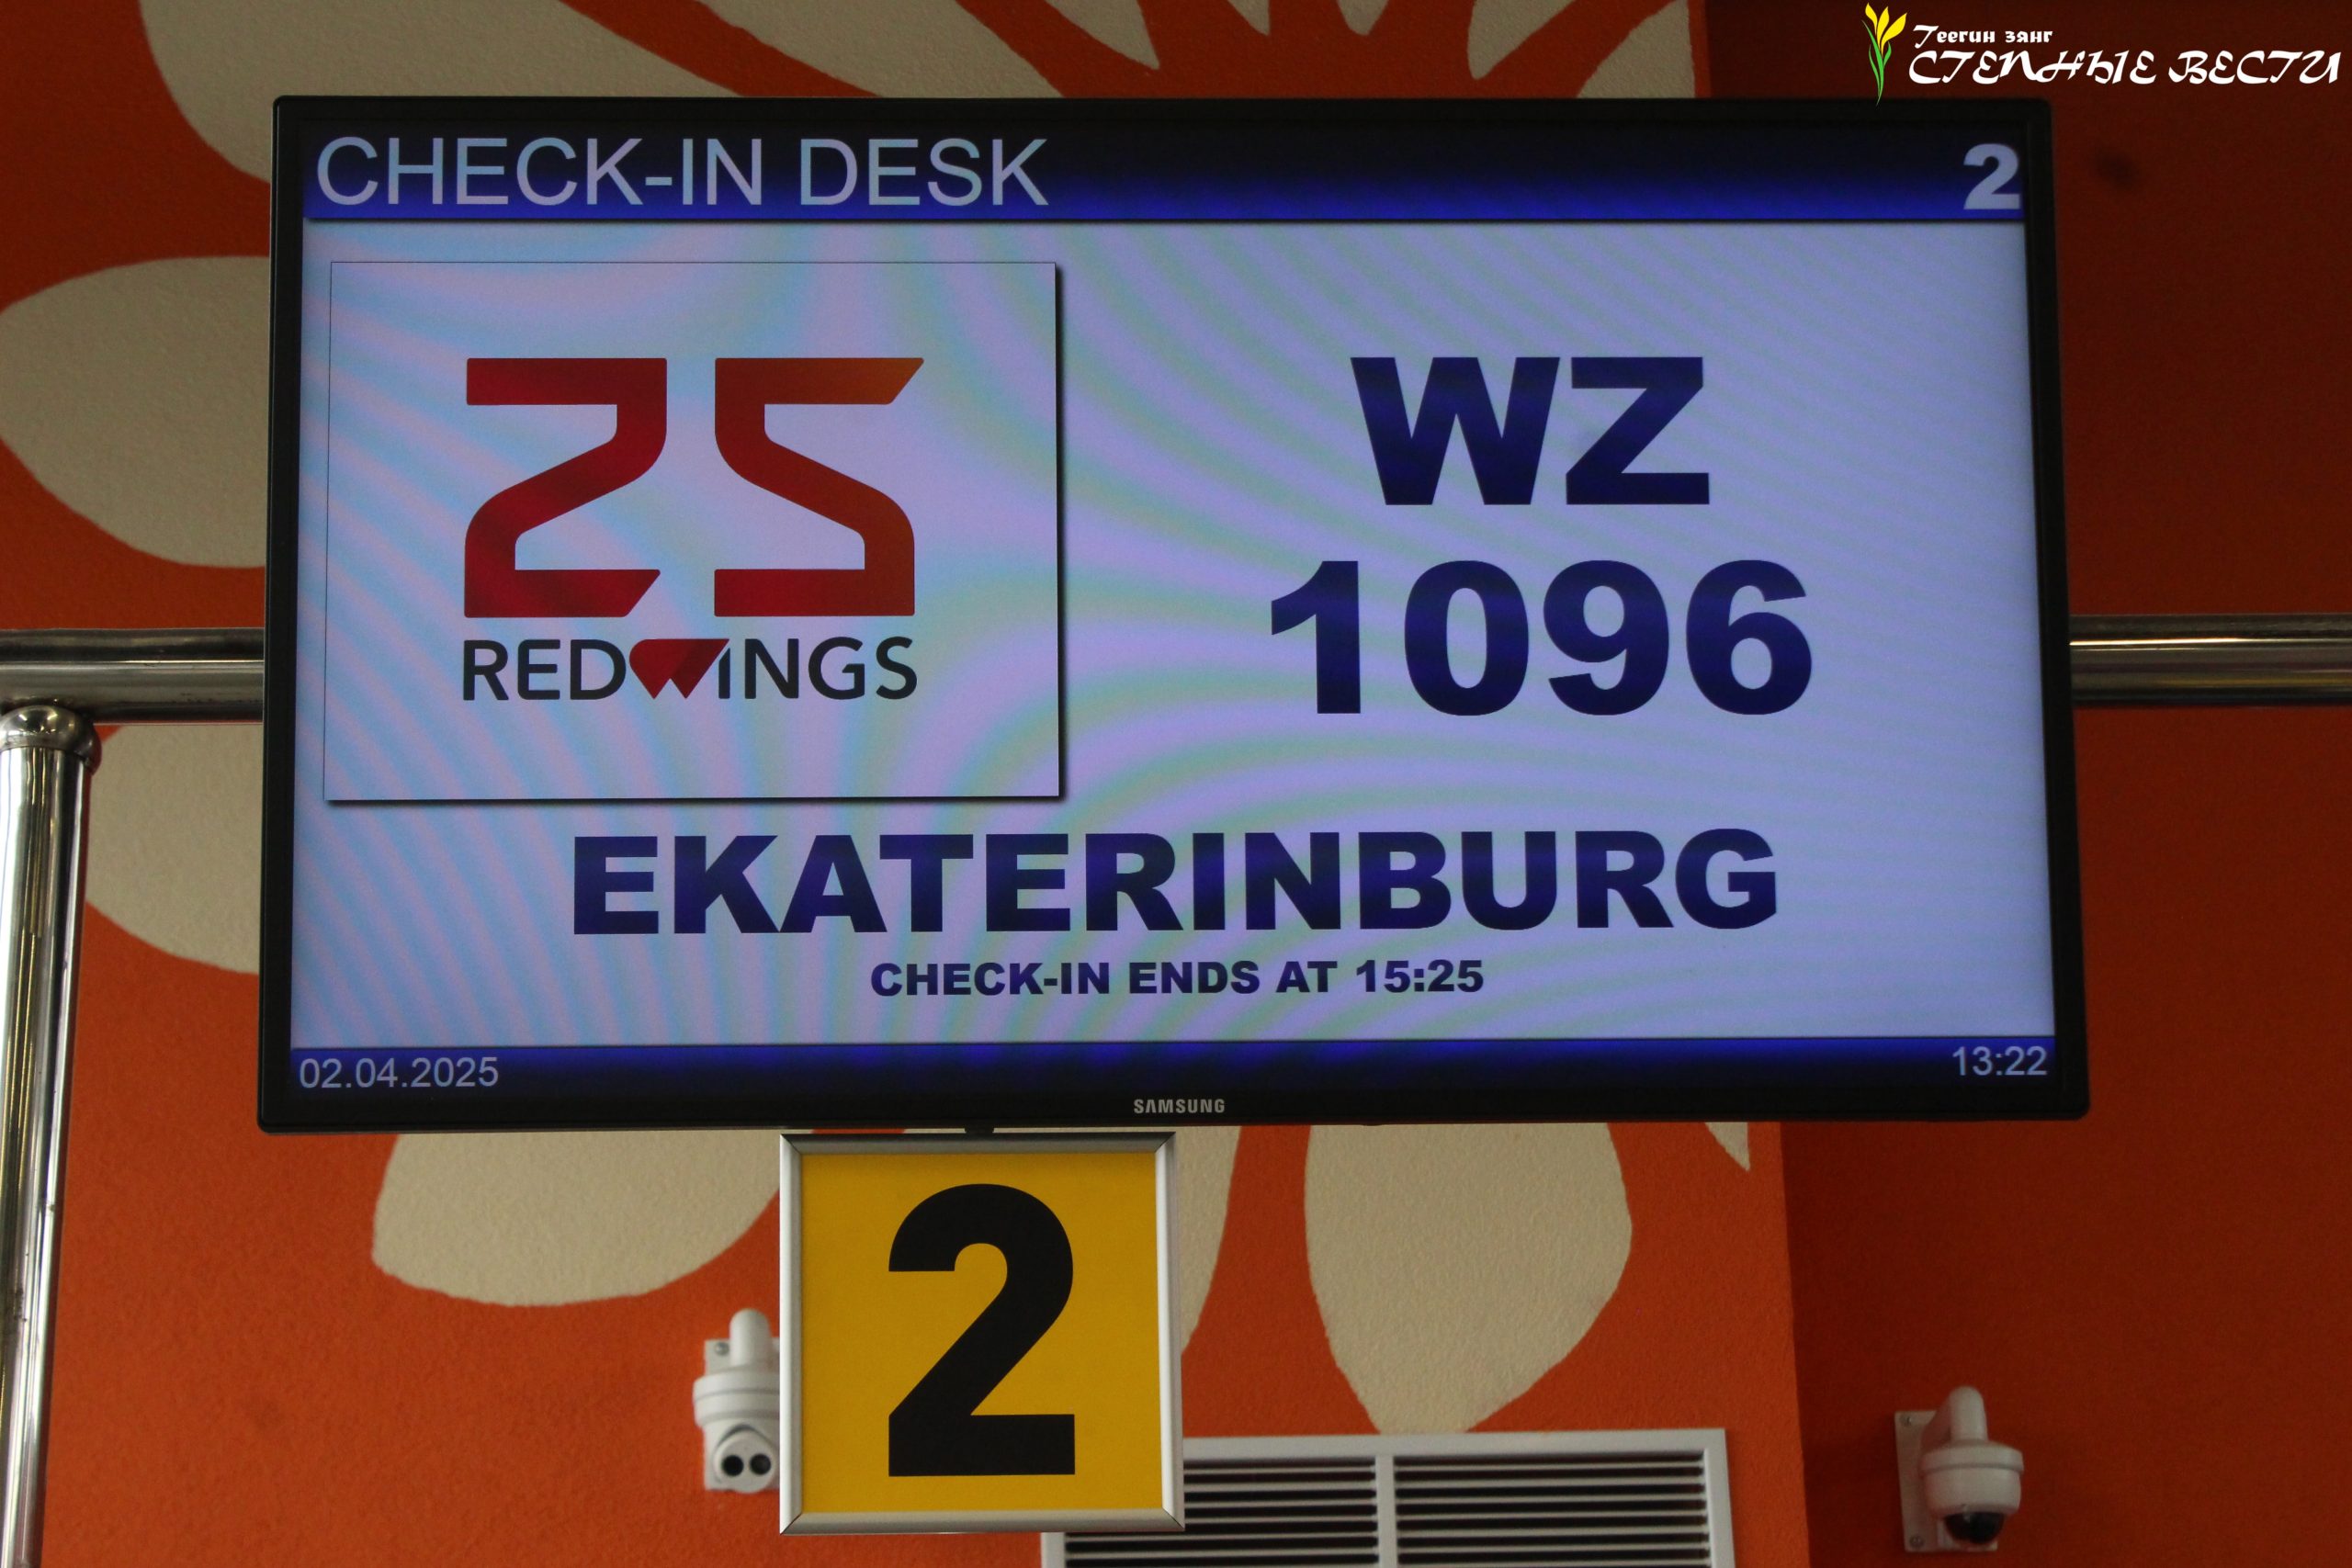 Теегин занг
СТЕПНЫЕ ВЕСТИ
CHECK-IN DESK 2
25
REDWINGS
WZ
1096
EKATERINBURG
CHECK-IN ENDS AT 15:25
02.04.2025 13:22
SAMSUNG
2